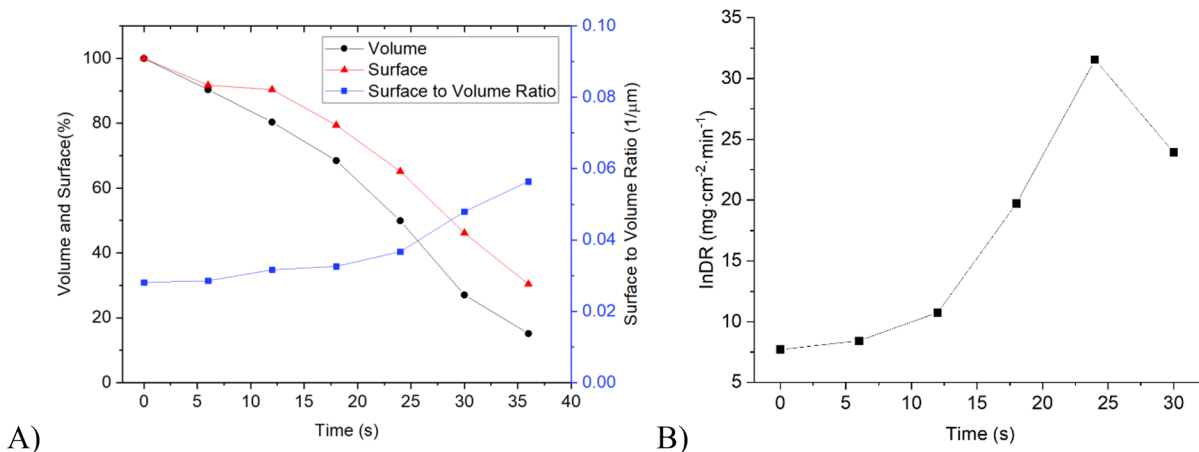 Volume and Surface(%)
100
80
60
40
20
0
0 5 10 15 20 25 30 35 40
Time (s)
Volume
Surface
Surface to Volume Ratio
0.10
0.08
0.06
0.04
0.02
0.00
Surface to Volume Ratio (1/μm)
A)
InDR (mg·cm⁻²·min⁻¹)
35
30
25
20
15
10
5
0 5 10 15 20 25 30
Time (s)
B)